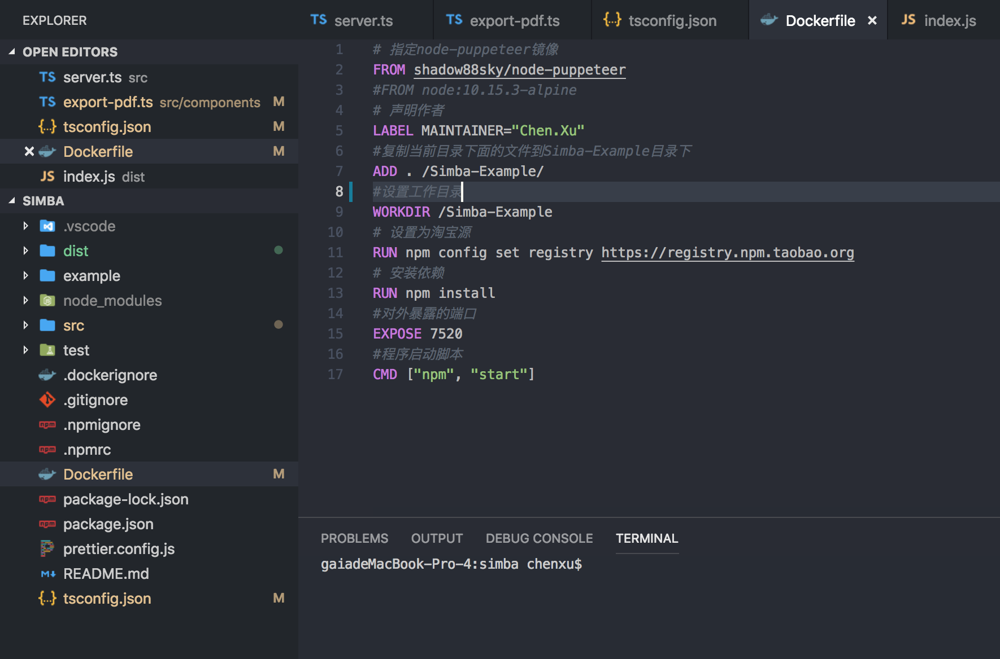 EXPLORER
OPEN EDITORS
TS server.ts src
TS export-pdf.ts src/components M
{..} tsconfig.json M
Dockerfile M
JS index.js dist
SIMBA
.vscode
dist
example
node_modules
src
test
.dockerignore
.gitignore
npm .npmignore
npm .npmrc
Dockerfile M
npm package-lock.json
npm package.json
prettier.config.js
M↓ README.md
{..} tsconfig.json M
TS server.ts
TS export-pdf.ts
{..} tsconfig.json
Dockerfile ×
JS index.js
1 # 指定node-puppeteer镜像
2 FROM shadow88sky/node-puppeteer
3 #FROM node:10.15.3-alpine
4 # 声明作者
5 LABEL MAINTAINER="Chen.Xu"
6 #复制当前目录下面的文件到Simba-Example目录下
7 ADD . /Simba-Example/
8 #设置工作目录
9 WORKDIR /Simba-Example
10 # 设置为淘宝源
11 RUN npm config set registry https://registry.npm.taobao.org
12 # 安装依赖
13 RUN npm install
14 #对外暴露的端口
15 EXPOSE 7520
16 #程序启动脚本
17 CMD ["npm", "start"]
PROBLEMS OUTPUT DEBUG CONSOLE TERMINAL
gaiadeMacBook-Pro-4:simba chenxu$